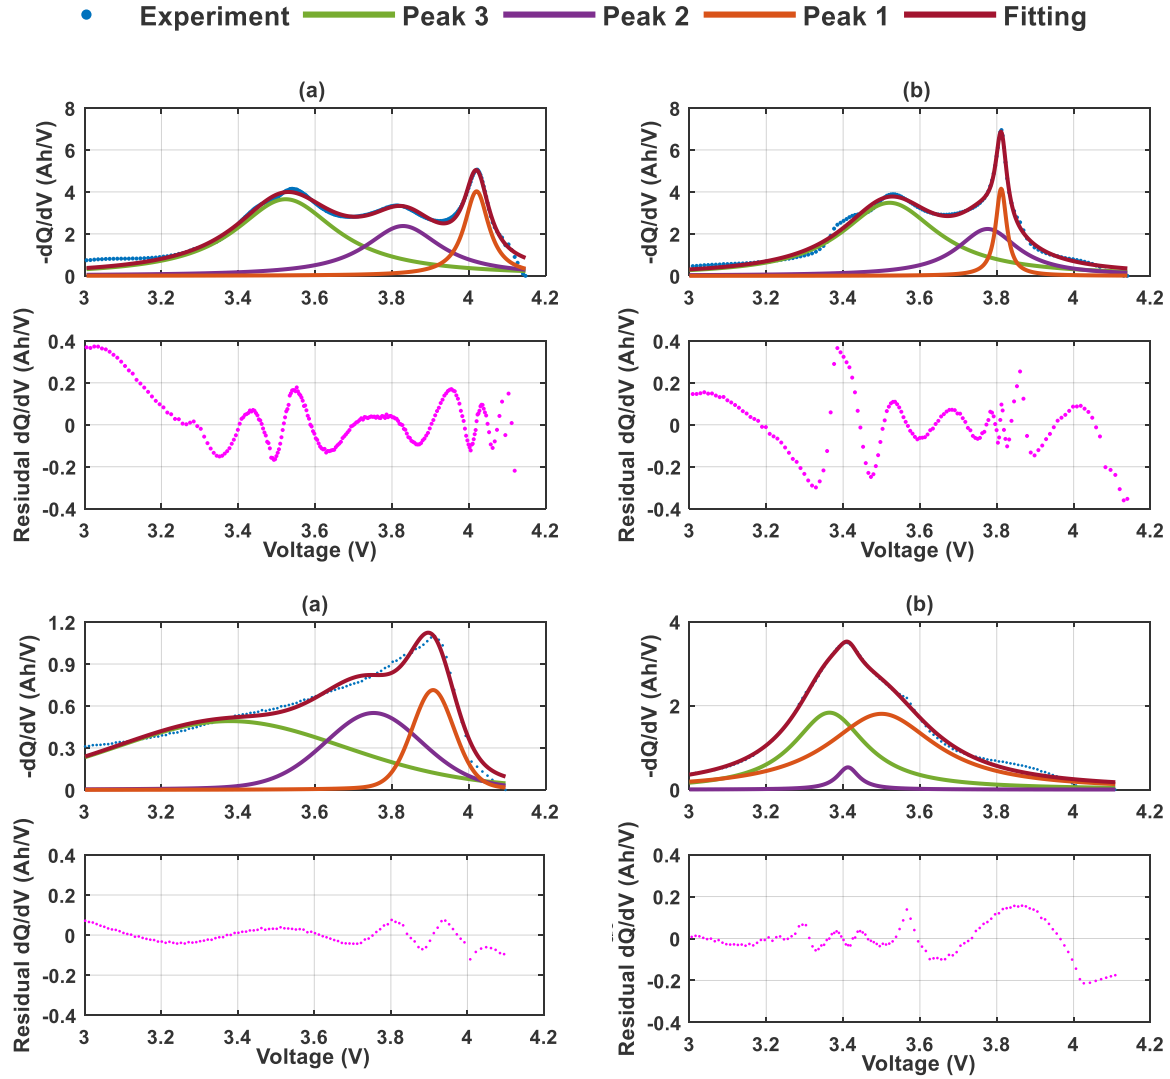 Experiment Peak 3 Peak 2 Peak 1 Fitting
(a)
-dQ/dV (Ah/V)
8
6
4
2
0
3 3.2 3.4 3.6 3.8 4 4.2
(b)
-dQ/dV (Ah/V)
8
6
4
2
0
3 3.2 3.4 3.6 3.8 4 4.2
Resiudal dQ/dV (Ah/V)
0.4
0.2
0
-0.2
-0.4
3 3.2 3.4 3.6 3.8 4 4.2
Voltage (V)
Residual dQ/dV (Ah/V)
0.4
0.2
0
-0.2
-0.4
3 3.2 3.4 3.6 3.8 4 4.2
Voltage (V)
(a)
-dQ/dV (Ah/V)
1.2
0.9
0.6
0.3
0
3 3.2 3.4 3.6 3.8 4 4.2
(b)
-dQ/dV (Ah/V)
4
2
0
3 3.2 3.4 3.6 3.8 4 4.2
Residual dQ/dV (Ah/V)
0.4
0.2
0
-0.2
-0.4
3 3.2 3.4 3.6 3.8 4 4.2
Voltage (V)
Residual dQ/dV (Ah/V)
0.4
0.2
0
-0.2
-0.4
3 3.2 3.4 3.6 3.8 4 4.2
Voltage (V)